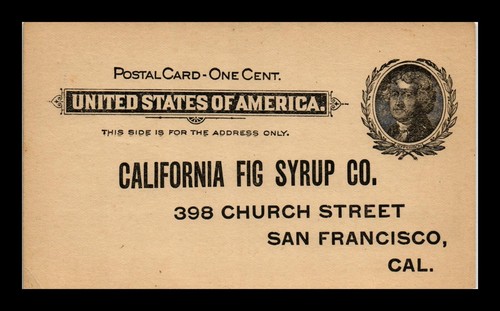 POSTAL CARD - ONE CENT.
UNITED STATES OF AMERICA.
THIS SIDE IS FOR THE ADDRESS ONLY.
CALIFORNIA FIG SYRUP CO.
398 CHURCH STREET
SAN FRANCISCO,
CAL.